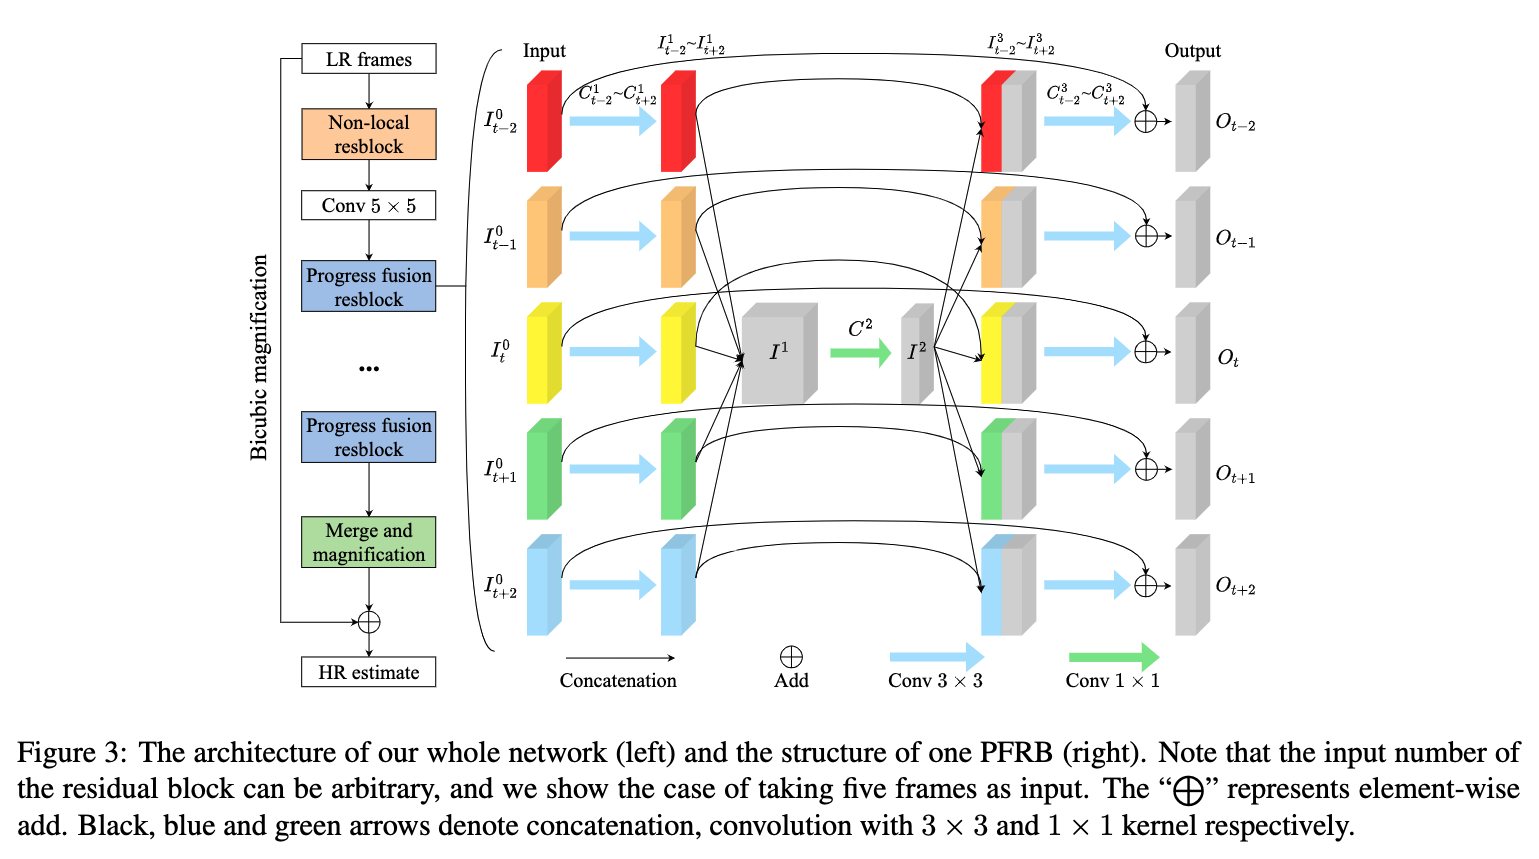 LR frames
Non-local
resblock
Conv 5 × 5
Progress fusion
resblock
...
Progress fusion
resblock
Merge and
magnification
HR estimate
Bicubic magnification
Input
I^1_{t-2}~I^1_{t+2}
I^3_{t-2}~I^3_{t+2}
Output
C^1_{t-2}~C^1_{t+2}
C^3_{t-2}~C^3_{t+2}
I^0_{t-2}
O_{t-2}
I^0_{t-1}
O_{t-1}
I^0_t
I^1
C^2
I^2
O_t
I^0_{t+1}
O_{t+1}
I^0_{t+2}
O_{t+2}
Concatenation
Add
Conv 3 × 3
Conv 1 × 1
Figure 3: The architecture of our whole network (left) and the structure of one PFRB (right). Note that the input number of
the residual block can be arbitrary, and we show the case of taking five frames as input. The “⊕” represents element-wise
add. Black, blue and green arrows denote concatenation, convolution with 3 × 3 and 1 × 1 kernel respectively.